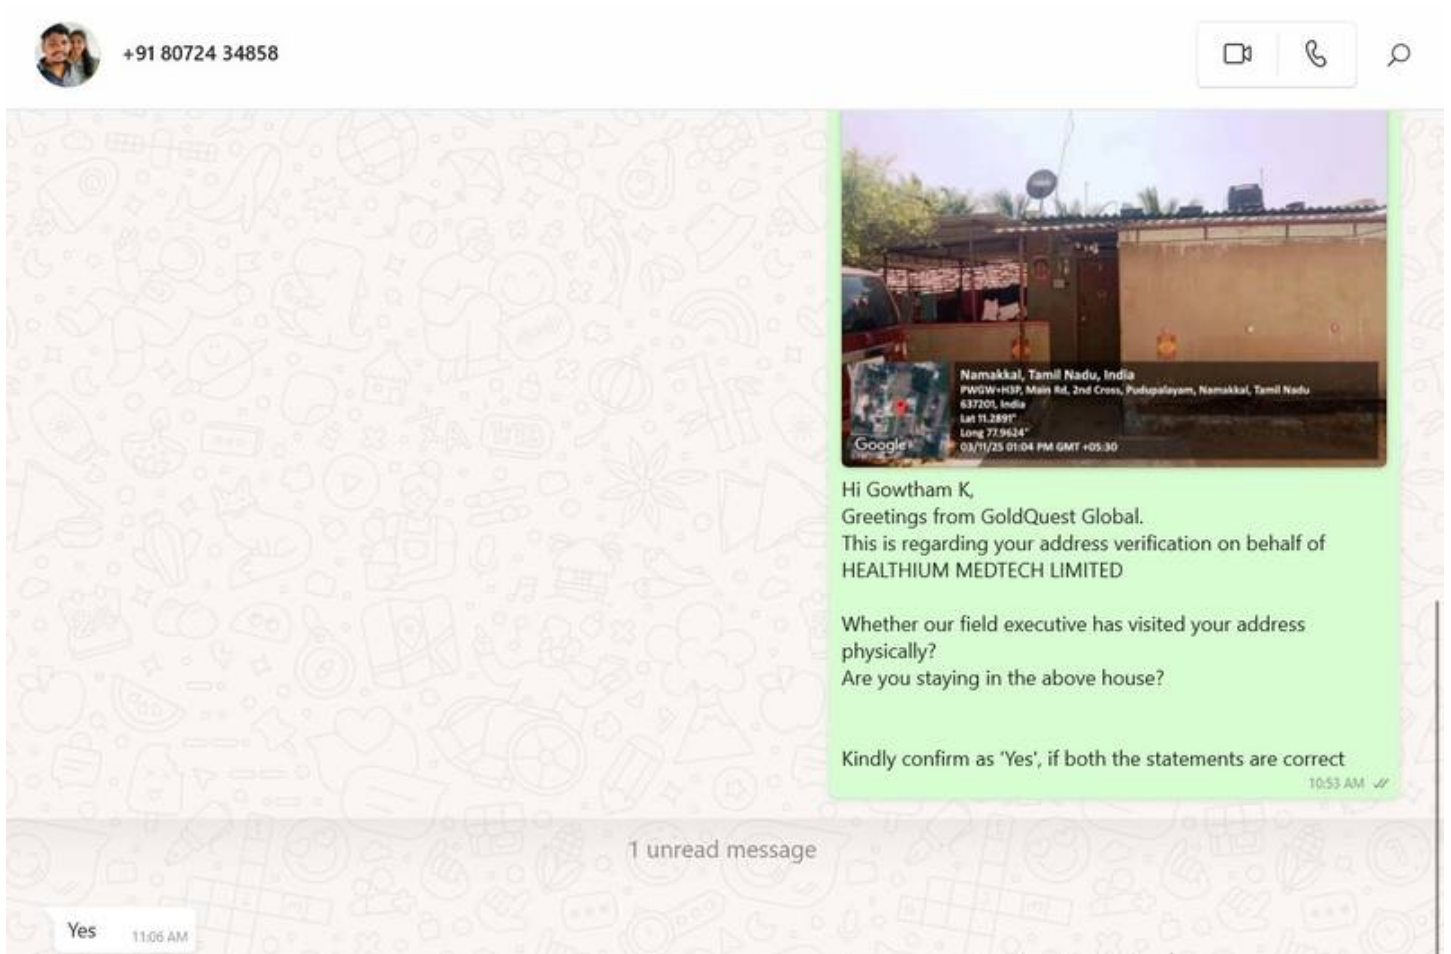 +91 80724 34858
Namakkal, Tamil Nadu, India
PWGW+H3P, Main Rd, 2nd Cross, Pudupalayam, Namakkal, Tamil Nadu
637201, India
Lat 11.2891°
Long 77.9624°
03/11/25 01:04 PM GMT +05:30
Google
Hi Gowtham K,
Greetings from GoldQuest Global.
This is regarding your address verification on behalf of
HEALTHIUM MEDTECH LIMITED
Whether our field executive has visited your address
physically?
Are you staying in the above house?
Kindly confirm as 'Yes', if both the statements are correct
10:53 AM
1 unread message
Yes
11:06 AM